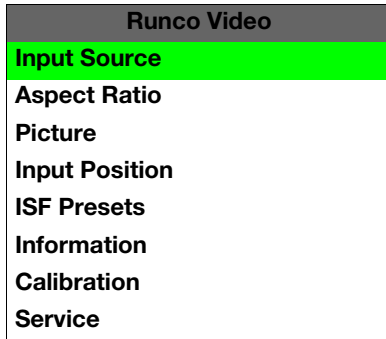 Runco Video
Input Source
Aspect Ratio
Picture
Input Position
ISF Presets
Information
Calibration
Service